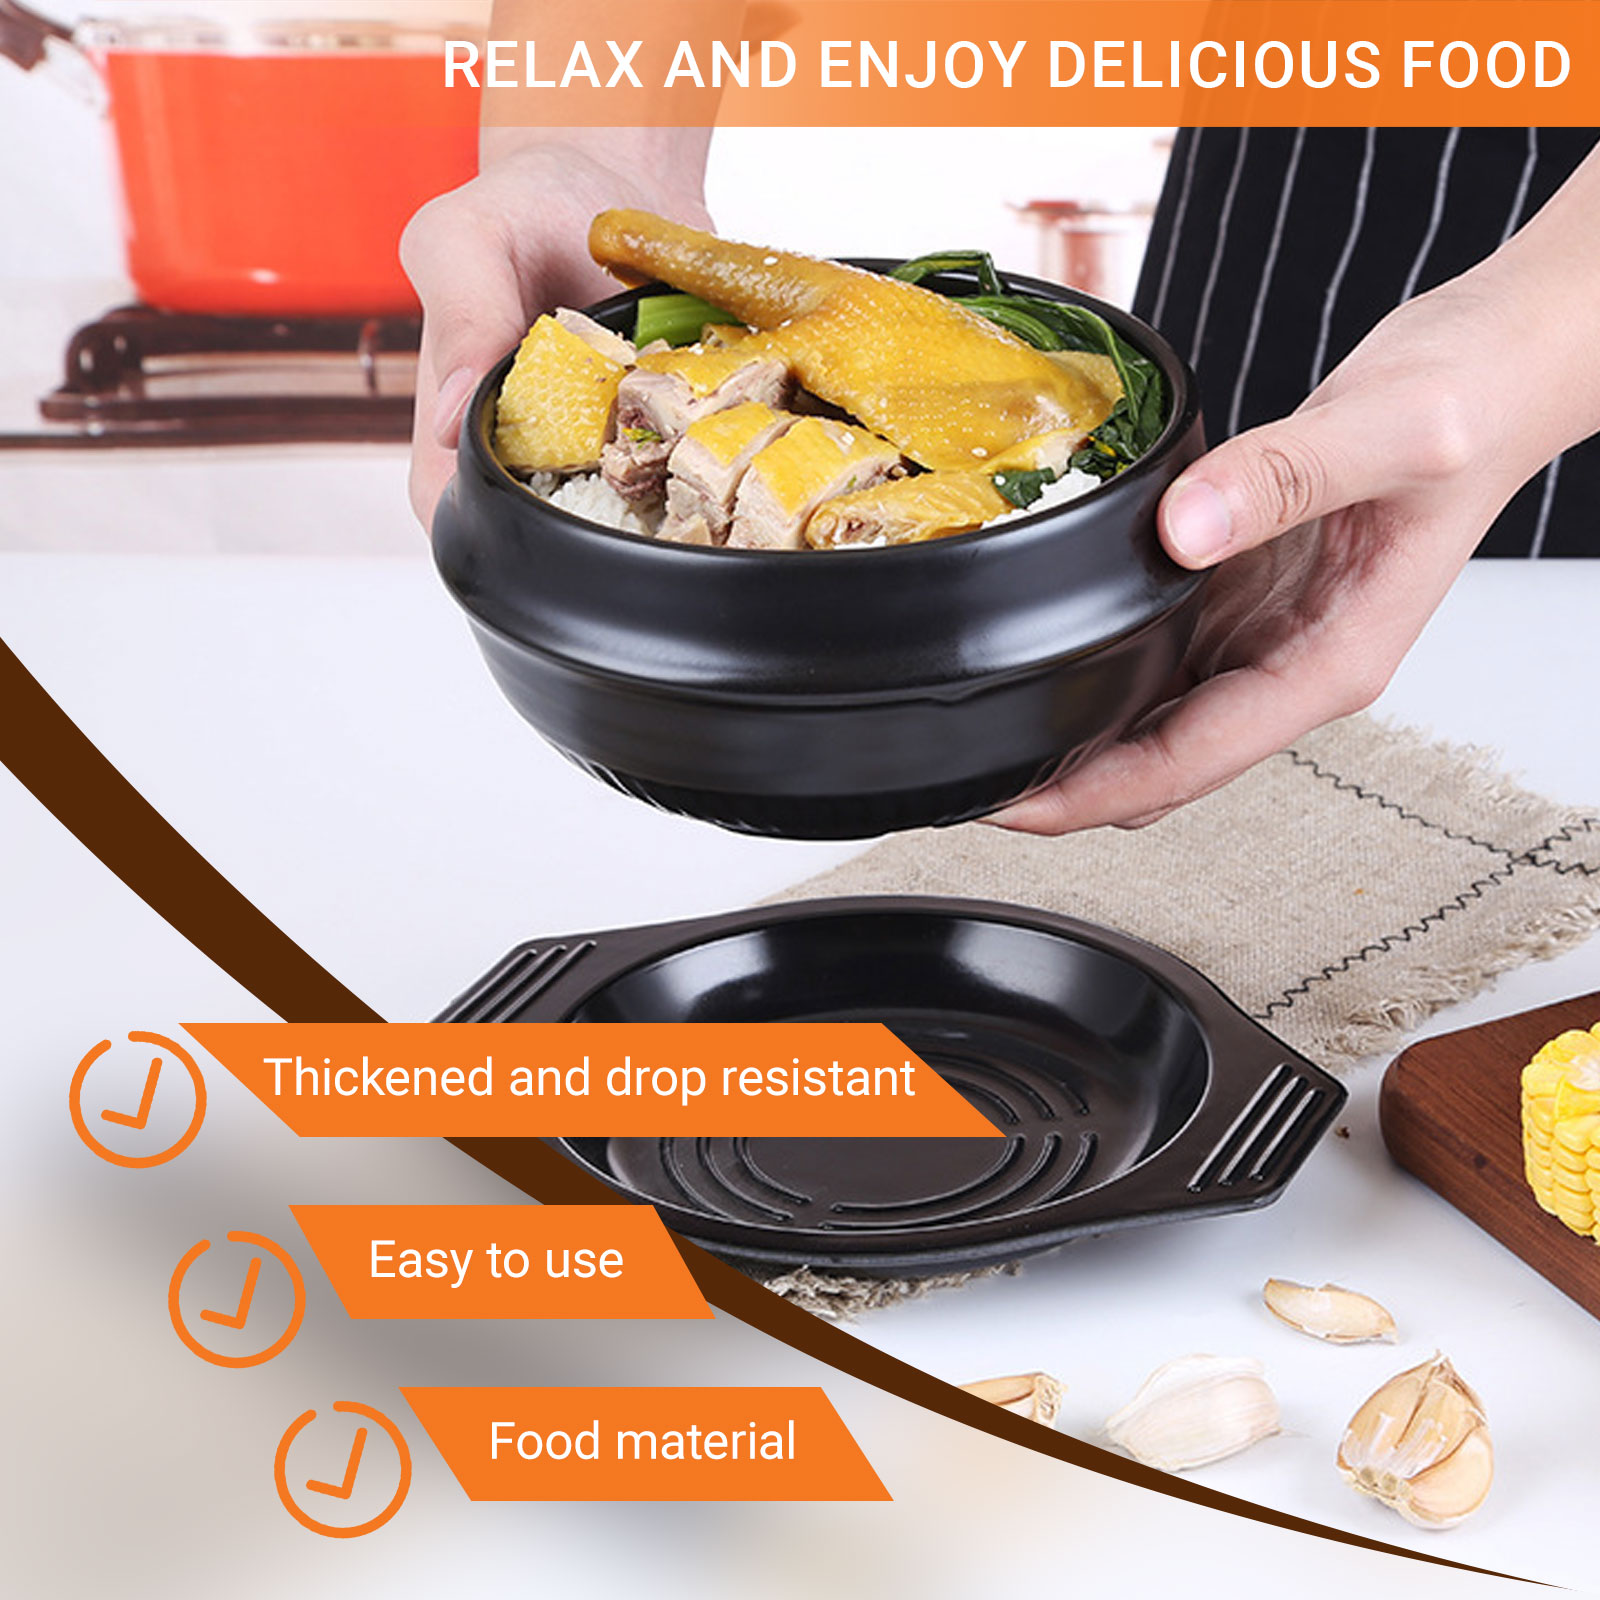 RELAX AND ENJOY DELICIOUS FOOD
Thickened and drop resistant
Easy to use
Food material